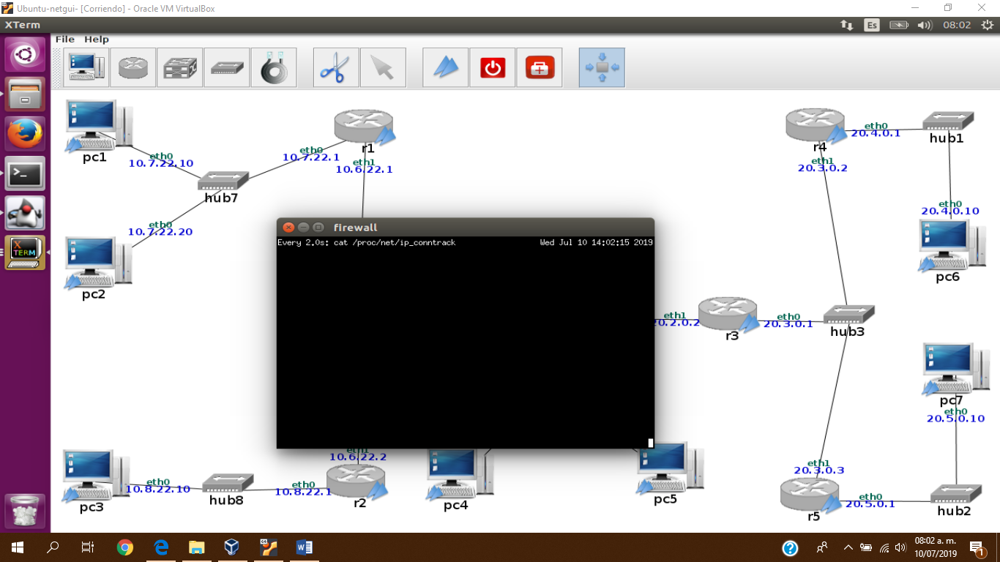 Ubuntu-netgui- [Corriendo] - Oracle VM VirtualBox
XTerm
Es
08:02
File Help
pc1
eth0
10.7.22.10
eth0
10.7.22.1
r1
eth1
10.6.22.1
hub7
eth0
10.7.22.20
pc2
r4
eth0
20.4.0.1
hub1
eth1
20.3.0.2
eth0
20.4.0.10
pc6
firewall
Every 2.0s: cat /proc/net/ip_conntrack
Wed Jul 10 14:02:15 2019
XTERM
eth1
20.2.0.2
r3
eth0
20.3.0.1
hub3
pc7
eth0
20.5.0.10
pc3
eth0
10.8.22.10
hub8
eth0
10.8.22.1
10.6.22.2
r2
pc4
pc5
eth1
20.3.0.3
r5
eth0
20.5.0.1
hub2
64
08:02 a. m.
10/07/2019
1